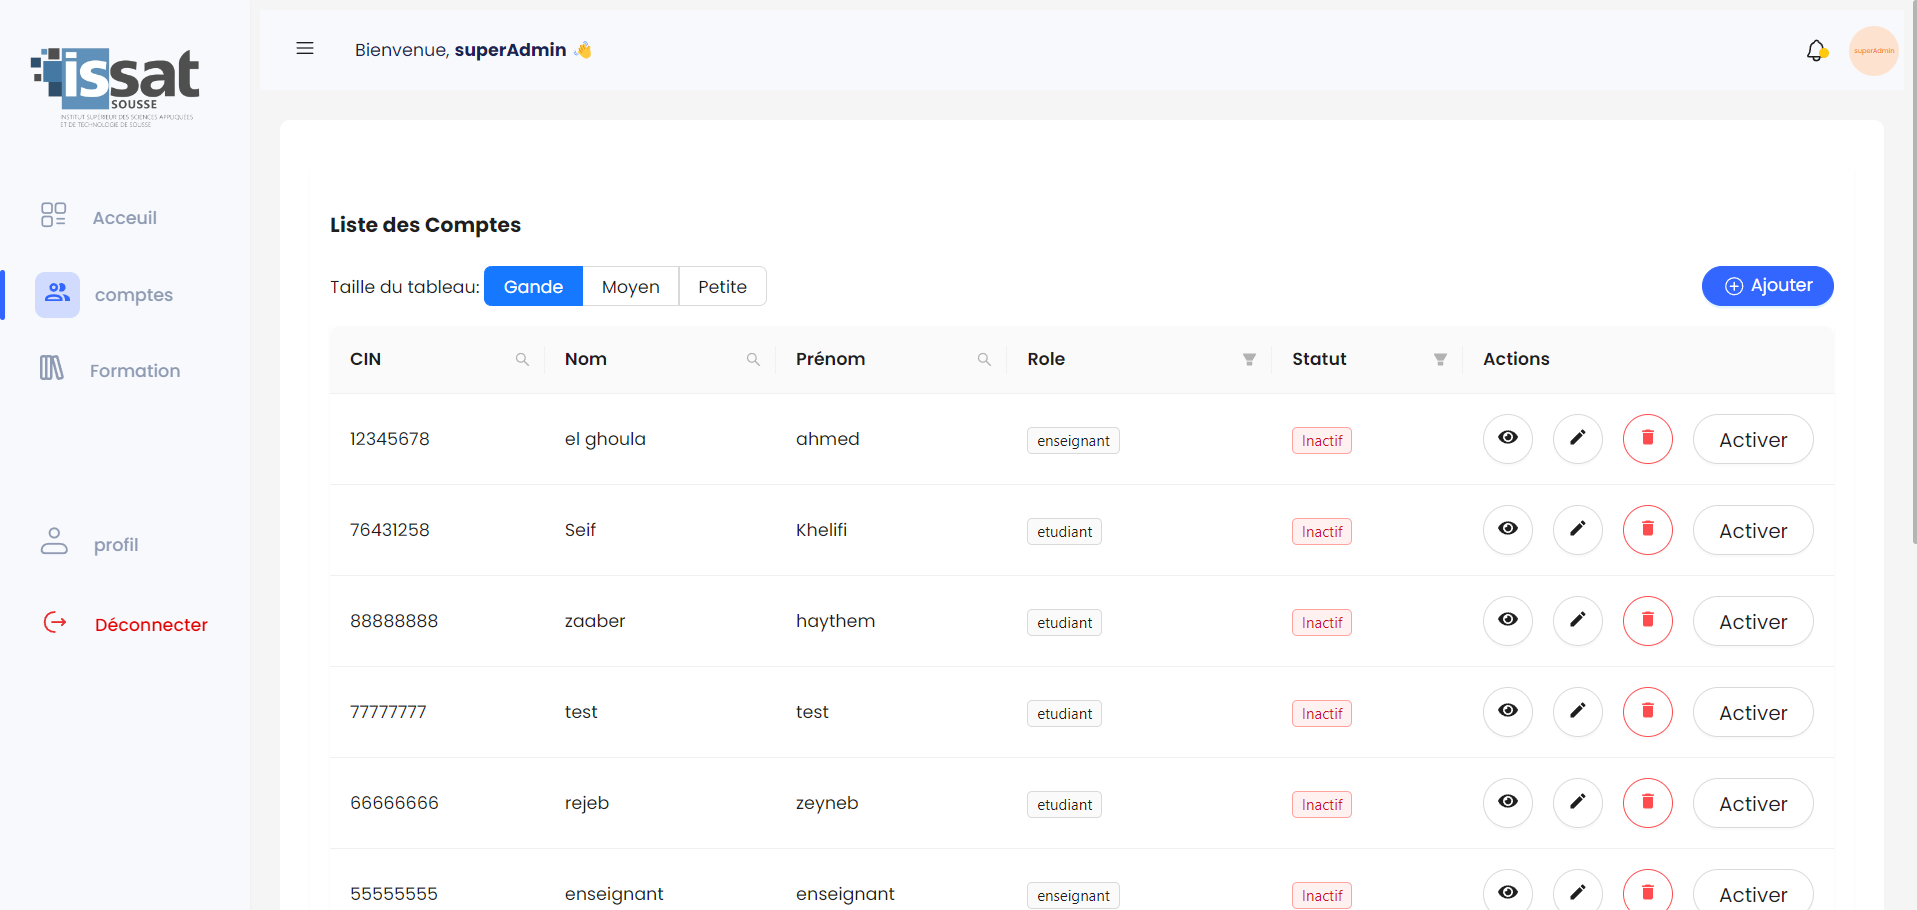 issat
SOUSSE
INSTITUT SUPÉRIEUR DES SCIENCES APPLIQUÉES
ET DE TECHNOLOGIE DE SOUSSE
Acceuil
comptes
Formation
profil
Déconnecter
Bienvenue, superAdmin 👋
superAdmin
Liste des Comptes
Taille du tableau: Gande Moyen Petite
Ajouter
CIN Nom Prénom Role Statut Actions
12345678 el ghoula ahmed enseignant Inactif Activer
76431258 Seif Khelifi etudiant Inactif Activer
88888888 zaaber haythem etudiant Inactif Activer
77777777 test test etudiant Inactif Activer
66666666 rejeb zeyneb etudiant Inactif Activer
55555555 enseignant enseignant enseignant Inactif Activer